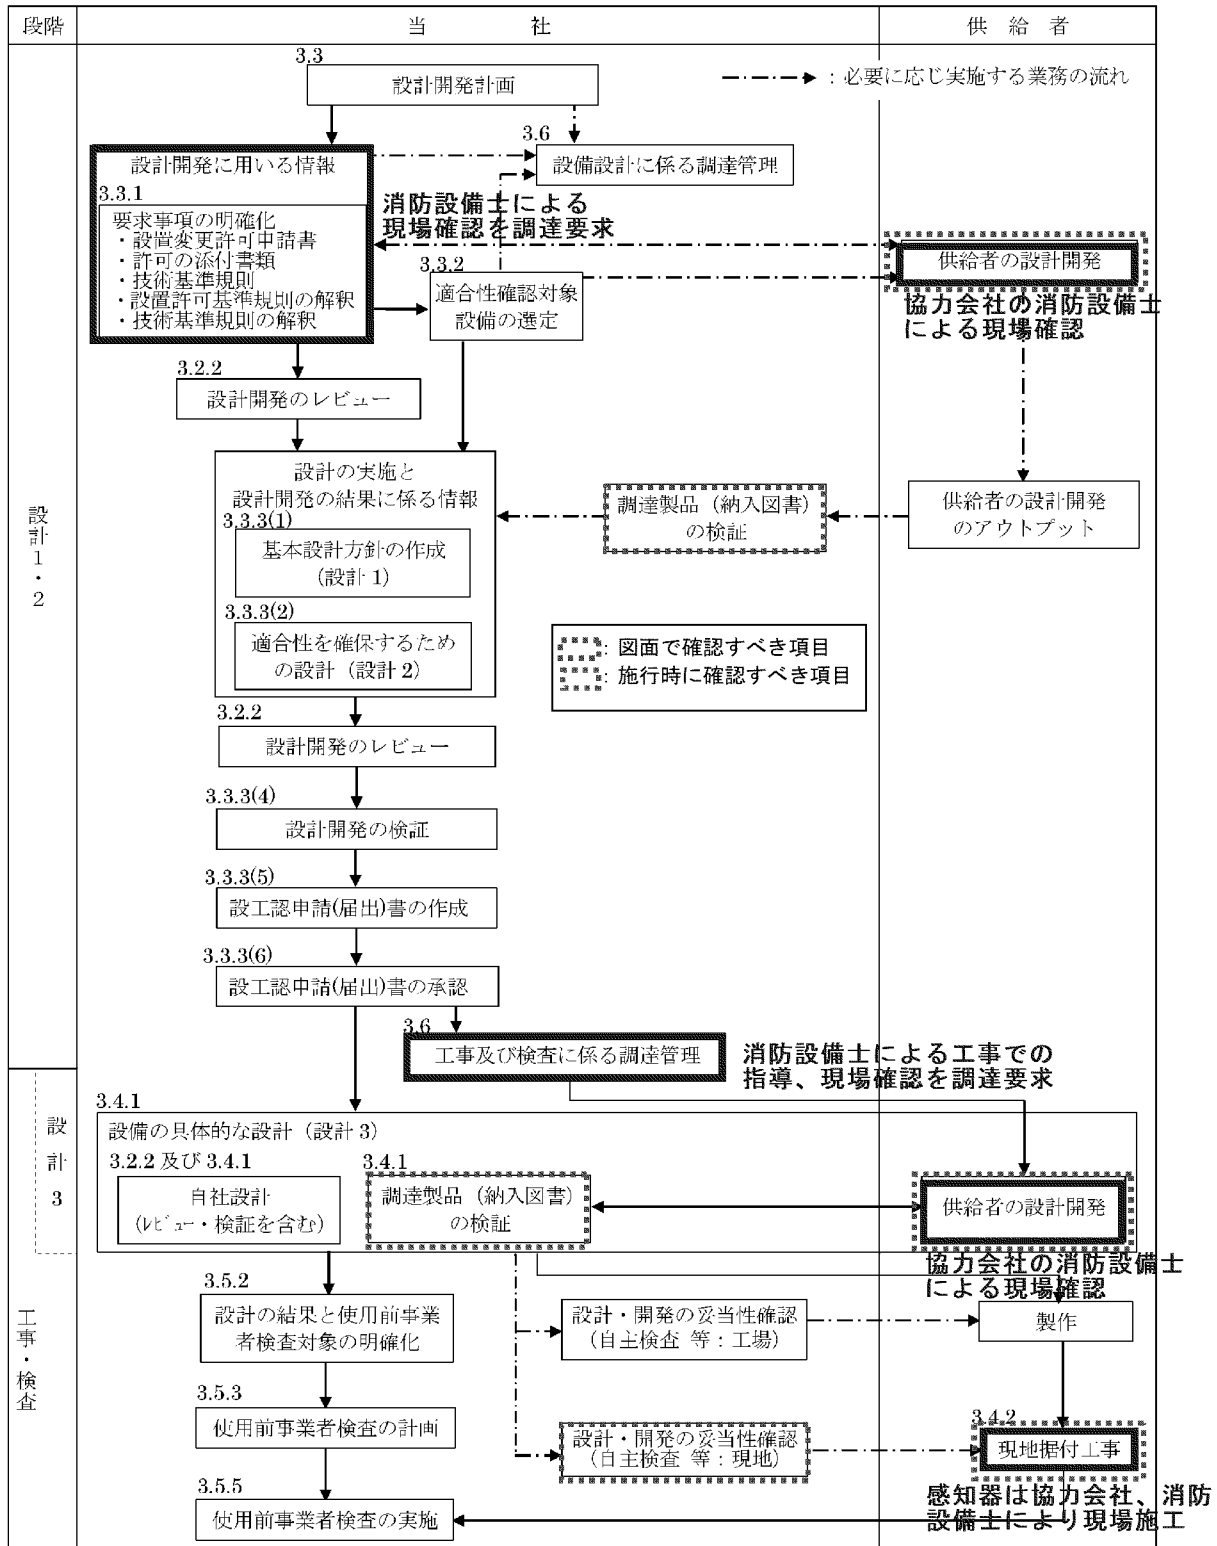 段階
当　社
供 給 者
3.3
設計開発計画
：必要に応じ実施する業務の流れ
3.6
設備設計に係る調達管理
設計開発に用いる情報
3.3.1
要求事項の明確化
・設置変更許可申請書
・許可の添付書類
・技術基準規則
・設置許可基準規則の解釈
・技術基準規則の解釈
消防設備士による
現場確認を調達要求
3.3.2
適合性確認対象
設備の選定
供給者の設計開発
協力会社の消防設備士
による現場確認
3.2.2
設計開発のレビュー
設計の実施と
設計開発の結果に係る情報
3.3.3(1)
基本設計方針の作成
(設計 1)
3.3.3(2)
適合性を確保するため
の設計（設計 2）
調達製品（納入図書）
の検証
供給者の設計開発
のアウトプット
設計１・２
：図面で確認すべき項目
：施行時に確認すべき項目
3.2.2
設計開発のレビュー
3.3.3(4)
設計開発の検証
3.3.3(5)
設工認申請(届出)書の作成
3.3.3(6)
設工認申請(届出)書の承認
3.6
工事及び検査に係る調達管理
消防設備士による工事での
指導、現場確認を調達要求
設計３
3.4.1
設備の具体的な設計（設計 3）
3.2.2 及び 3.4.1
自社設計
(ﾚﾋﾞｭｰ・検証を含む)
3.4.1
調達製品（納入図書）
の検証
供給者の設計開発
協力会社の消防設備士
による現場確認
工事・検査
3.5.2
設計の結果と使用前事業
者検査対象の明確化
設計・開発の妥当性確認
（自主検査 等：工場）
製作
3.5.3
使用前事業者検査の計画
設計・開発の妥当性確認
（自主検査 等：現地）
3.4.2
現地据付工事
感知器は協力会社、消防
設備士により現場施工
3.5.5
使用前事業者検査の実施